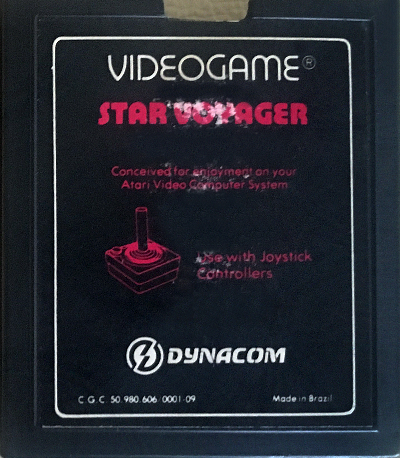 VIDEOGAME®
STAR VOYAGER
Conceived for enjoyment on your
Atari Video Computer System
Use with Joystick
Controllers
DYNACOM
C.G.C. 50.980.606/0001-09 Made in Brazil